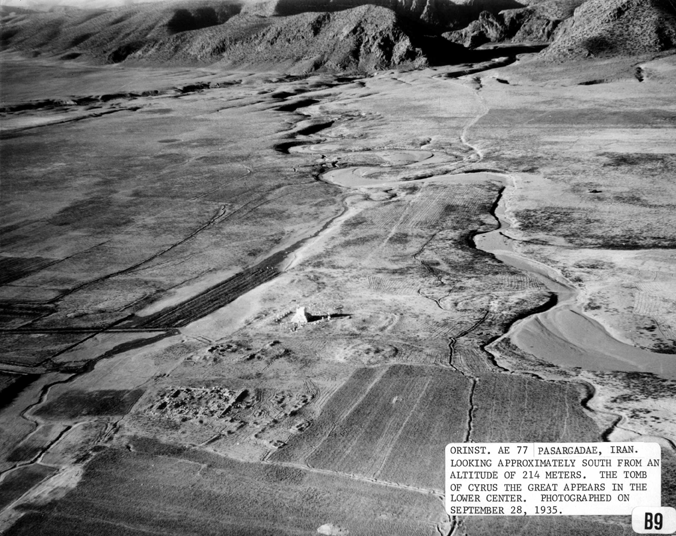 ORINST. AE 77 PASARGADAE, IRAN.
LOOKING APPROXIMATELY SOUTH FROM AN
ALTITUDE OF 214 METERS. THE TOMB
OF CYRUS THE GREAT APPEARS IN THE
LOWER CENTER. PHOTOGRAPHED ON
SEPTEMBER 28, 1935.
B9